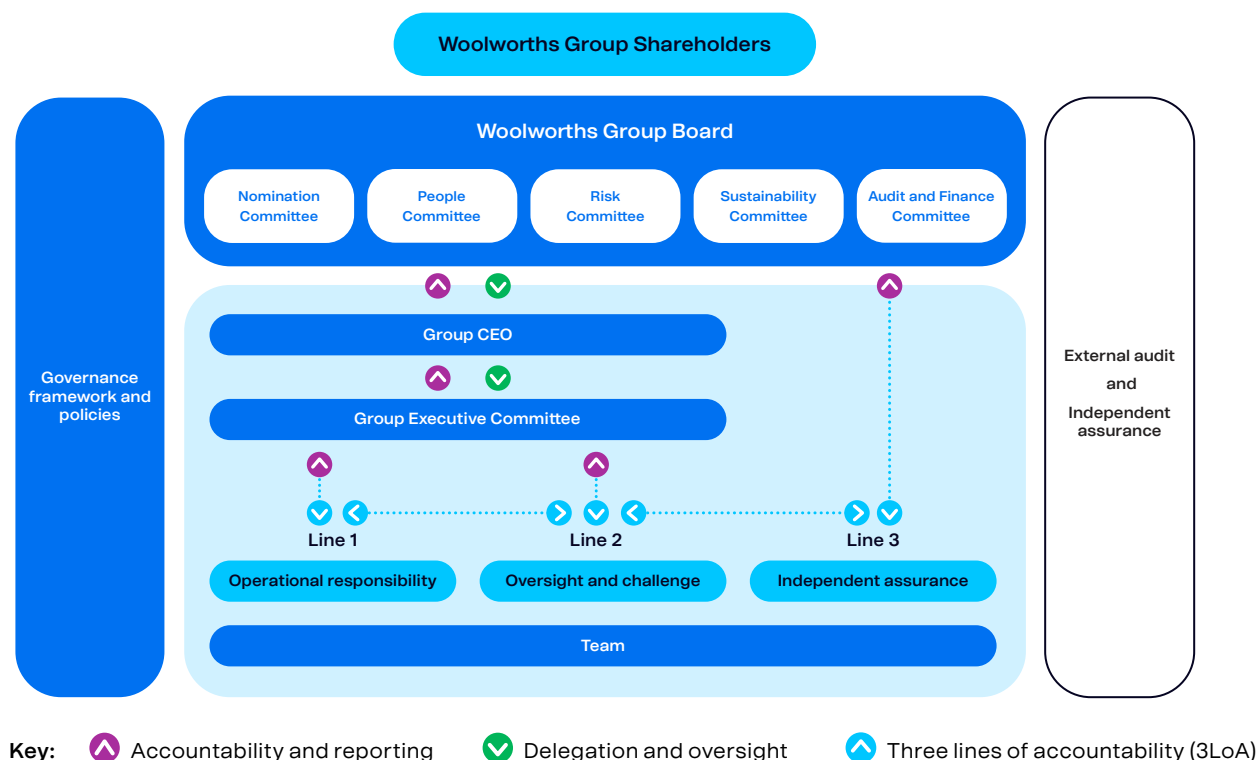 Woolworths Group Shareholders
Woolworths Group Board
Nomination
Committee
People
Committee
Risk
Committee
Sustainability
Committee
Audit and Finance
Committee
Governance
framework and
policies
Group CEO
Group Executive Committee
Line 1
Line 2
Line 3
Operational responsibility
Oversight and challenge
Independent assurance
Team
External audit
and
Independent
assurance
Key: Accountability and reporting Delegation and oversight Three lines of accountability (3LoA)